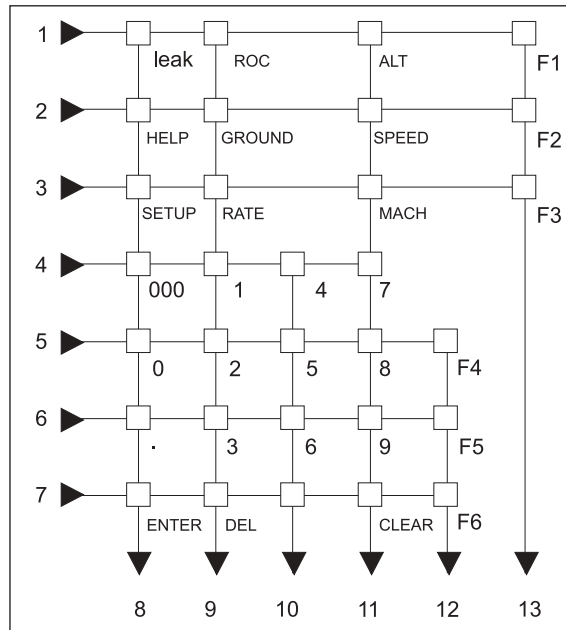 1
leak ROC ALT F1
2
HELP GROUND SPEED F2
3
SETUP RATE MACH F3
4
000 1 4 7
5
0 2 5 8 F4
6
. 3 6 9 F5
7
ENTER DEL CLEAR F6
8 9 10 11 12 13